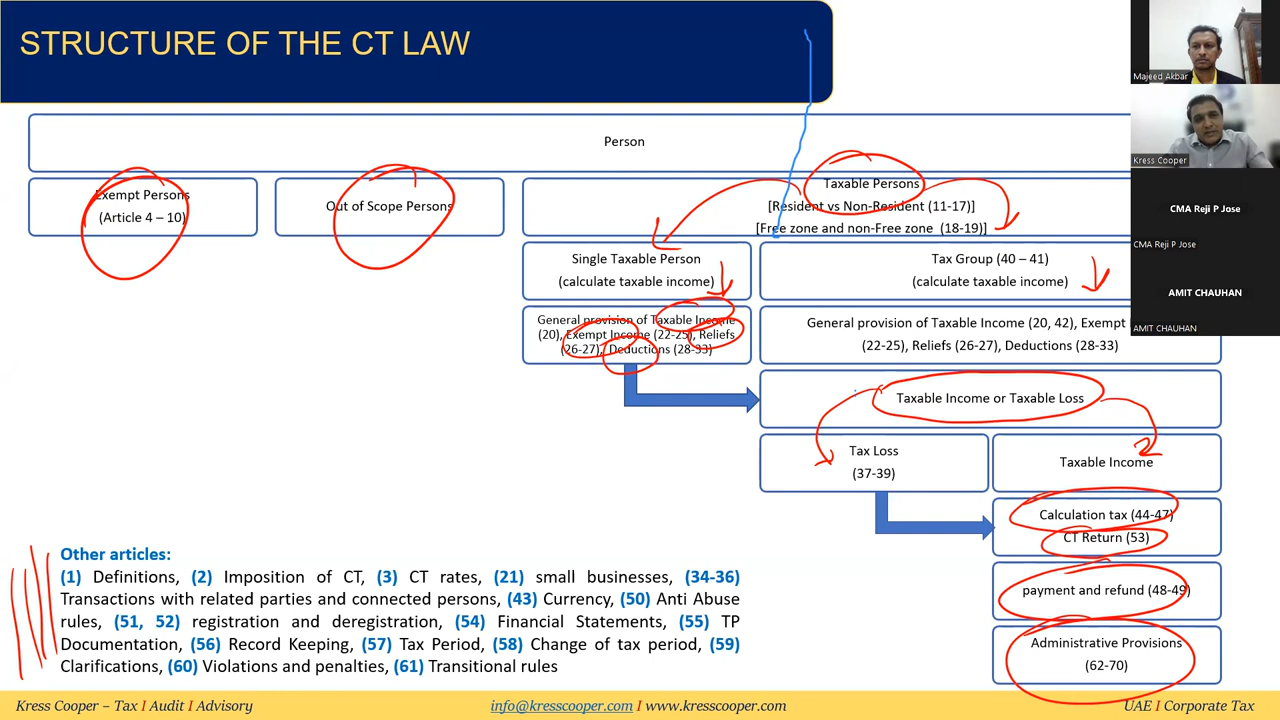 STRUCTURE OF THE CT LAW
Majeed Akbar
Kress Cooper
CMA Reji P Jose
CMA Reji P Jose
AMIT CHAUHAN
AMIT CHAUHAN
Person
Exempt Persons
(Article 4 – 10)
Out of Scope Persons
Taxable Persons
[Resident vs Non-Resident (11-17)]
[Free zone and non-Free zone (18-19)]
Single Taxable Person
(calculate taxable income)
Tax Group (40 – 41)
(calculate taxable income)
General provision of Taxable Income
(20), Exempt Income (22-25), Reliefs
(26-27), Deductions (28-33)
General provision of Taxable Income (20, 42), Exempt
(22-25), Reliefs (26-27), Deductions (28-33)
Taxable Income or Taxable Loss
Tax Loss
(37-39)
Taxable Income
Calculation tax (44-47)
CT Return (53)
payment and refund (48-49)
Administrative Provisions
(62-70)
Other articles:
(1) Definitions, (2) Imposition of CT, (3) CT rates, (21) small businesses, (34-36)
Transactions with related parties and connected persons, (43) Currency, (50) Anti Abuse
rules, (51, 52) registration and deregistration, (54) Financial Statements, (55) TP
Documentation, (56) Record Keeping, (57) Tax Period, (58) Change of tax period, (59)
Clarifications, (60) Violations and penalties, (61) Transitional rules
Kress Cooper – Tax I Audit I Advisory
info@kresscooper.com I www.kresscooper.com
UAE I Corporate Tax